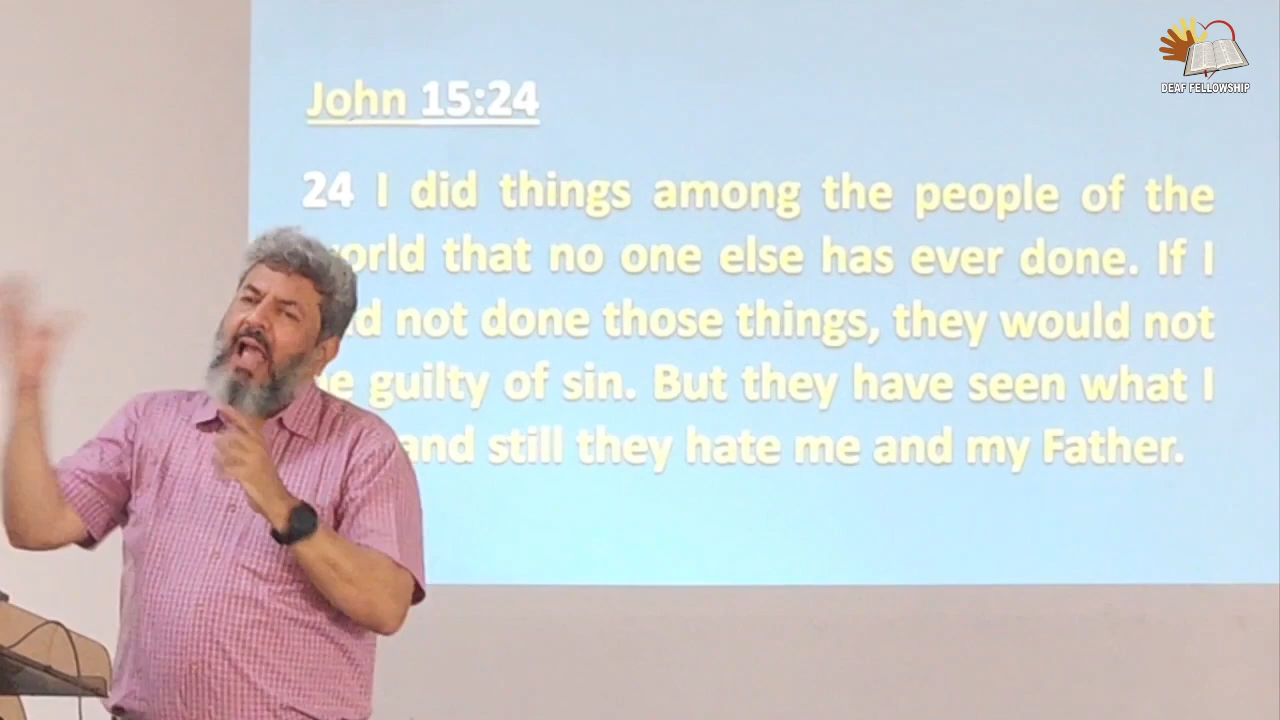 DEAF FELLOWSHIP
John 15:24
24 I did things among the people of the
that no one else has ever done. If I
not done those things, they would not
guilty of sin. But they have seen what I
and still they hate me and my Father.